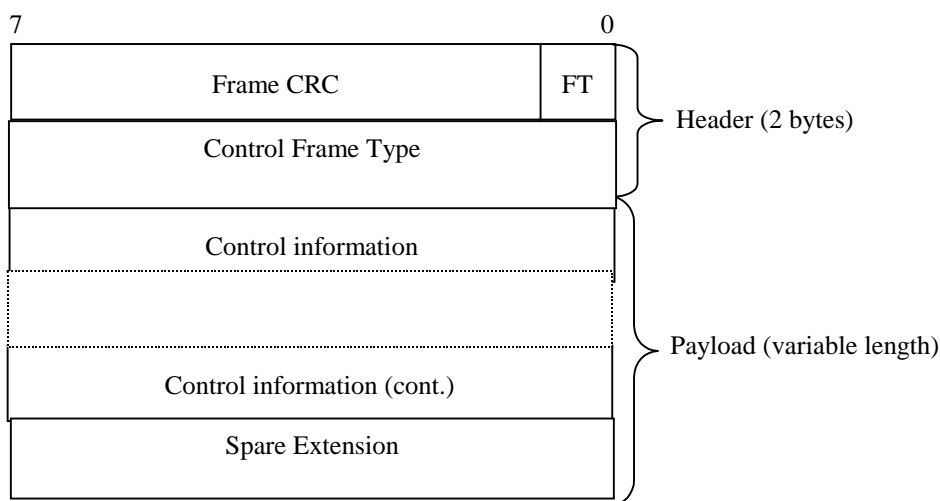 7 0
Frame CRC FT
Header (2 bytes)
Control Frame Type
Control information
Payload (variable length)
Control information (cont.)
Spare Extension